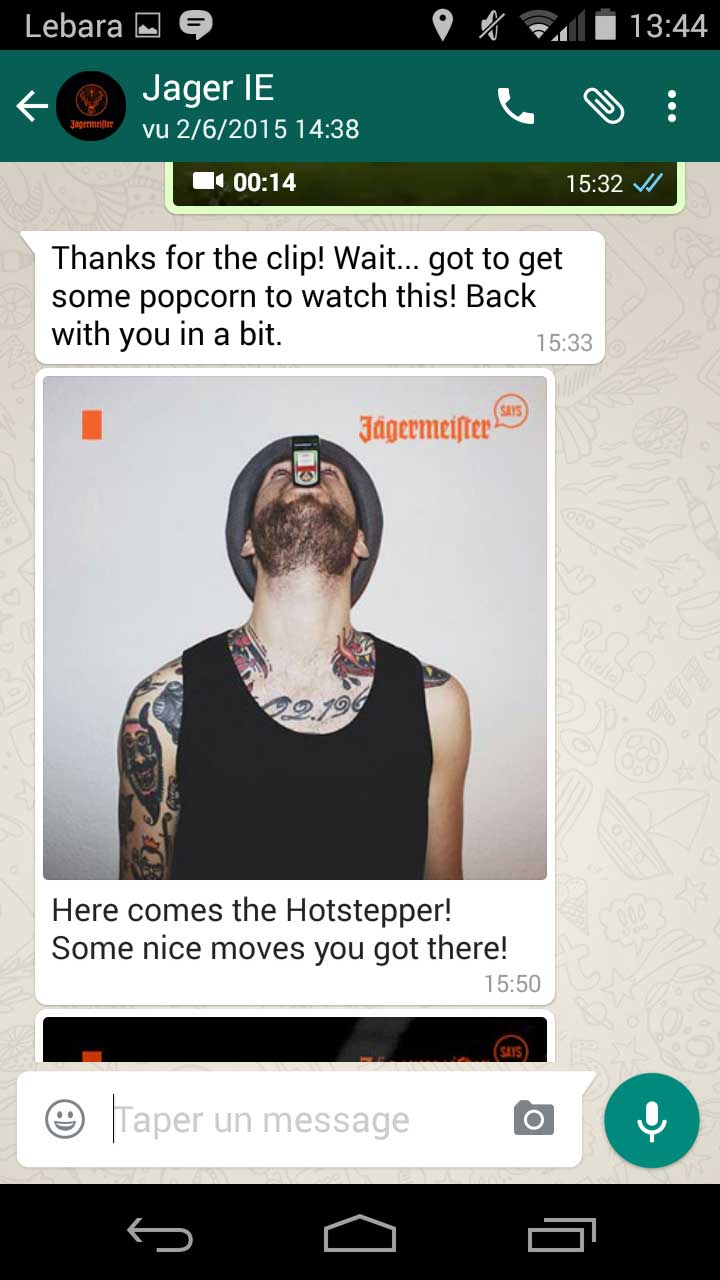 Lebara 13:44
Jager IE
Jägermeister
vu 2/6/2015 14:38
00:14 15:32
Thanks for the clip! Wait... got to get
some popcorn to watch this! Back
with you in a bit.
15:33
Jägermeister SAYS
02.196
Here comes the Hotstepper!
Some nice moves you got there!
15:50
SAYS
Taper un message